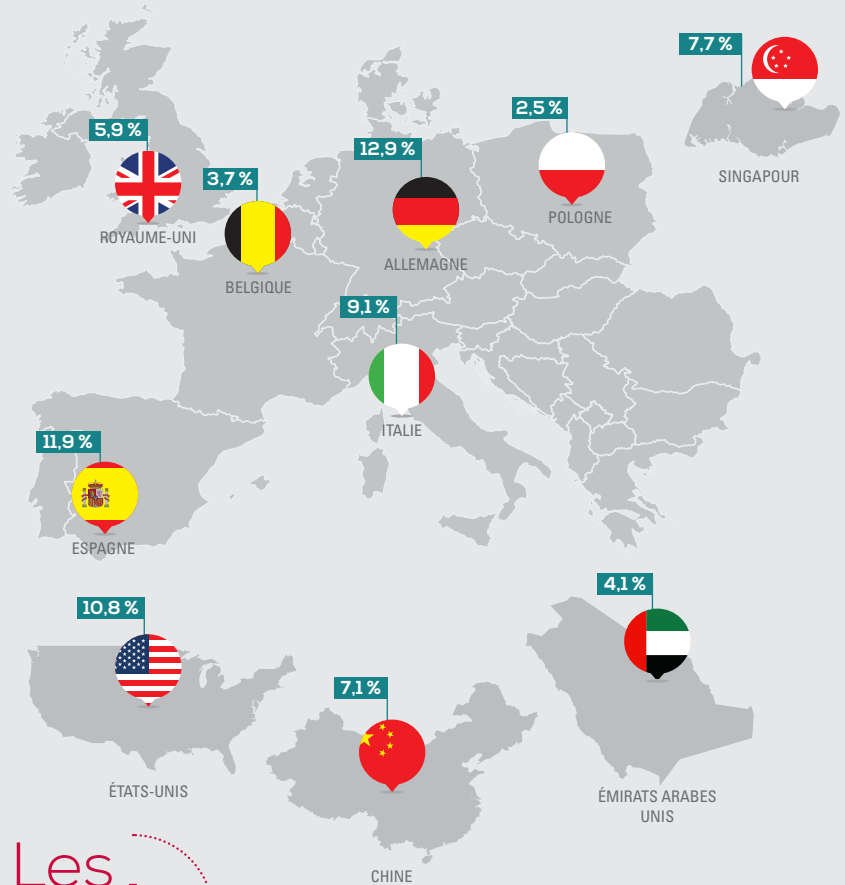 7,7 %
SINGAPOUR
2,5 %
POLOGNE
5,9 %
ROYAUME-UNI
12,9 %
ALLEMAGNE
3,7 %
BELGIQUE
9,1 %
ITALIE
11,9 %
ESPAGNE
10,8 %
ÉTATS-UNIS
7,1 %
CHINE
4,1 %
ÉMIRATS ARABES
UNIS
Les